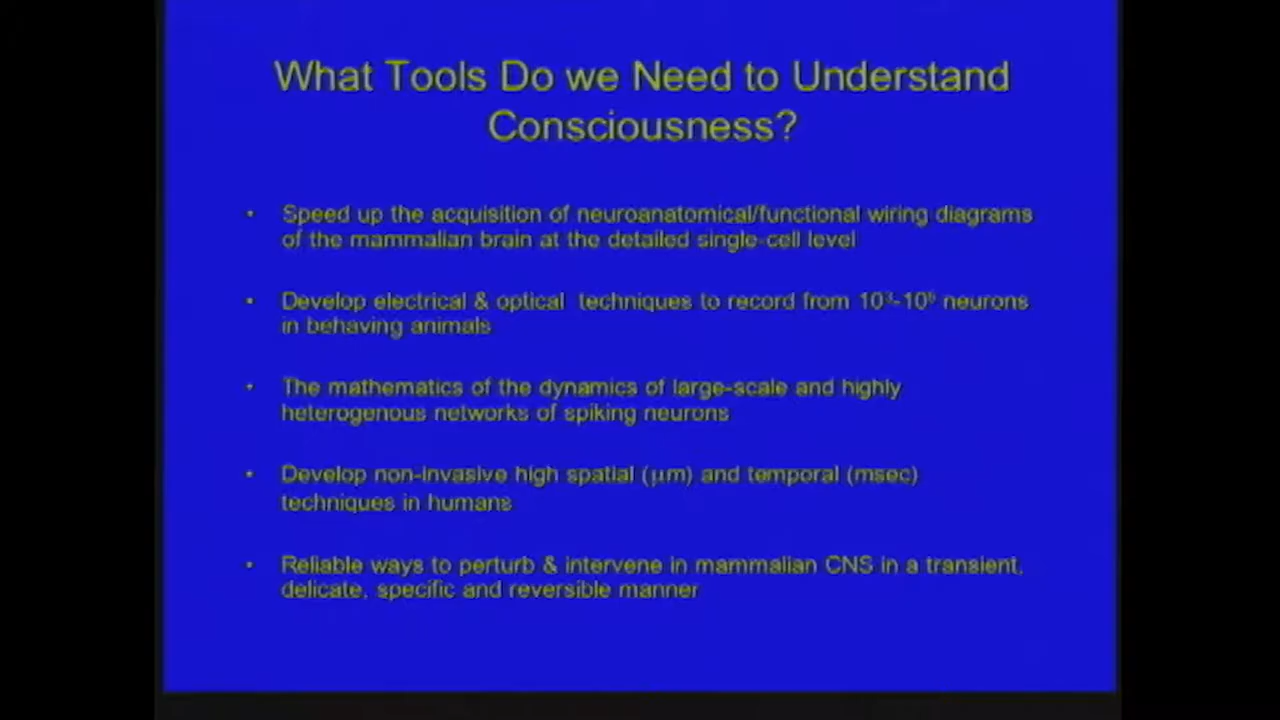 What Tools Do we Need to Understand
Consciousness?
• Speed up the acquisition of neuroanatomical/functional wiring diagrams
of the mammalian brain at the detailed single-cell level
• Develop electrical & optical techniques to record from neurons
in behaving animals
• The mathematics of the dynamics of large-scale and highly
heterogenous networks of spiking neurons
• Develop non-invasive high spatial (μm) and temporal (msec)
techniques in humans
• Reliable ways to perturb & intervene in mammalian CNS in a transient,
delicate, specific and reversible manner